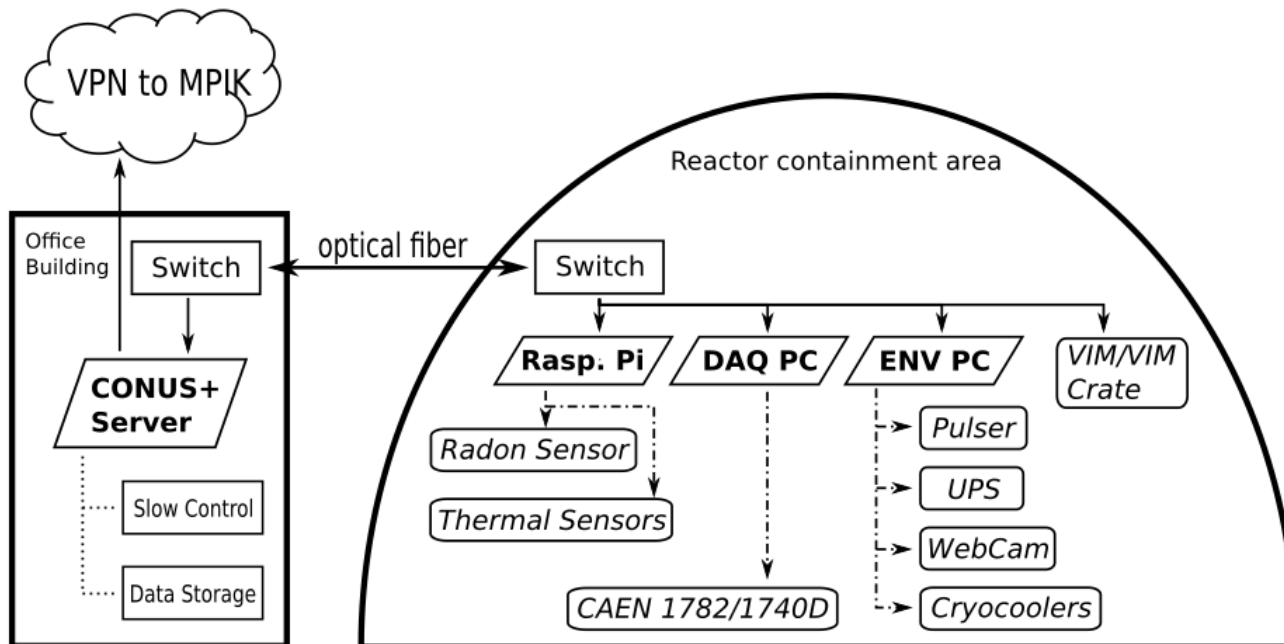 VPN to MPIK
Reactor containment area
Office
Building
Switch
optical fiber
Switch
Rasp. Pi
DAQ PC
ENV PC
VIM/VIM
Crate
CONUS+
Server
Radon Sensor
Pulser
Slow Control
Thermal Sensors
UPS
WebCam
Data Storage
CAEN 1782/1740D
Cryocoolers